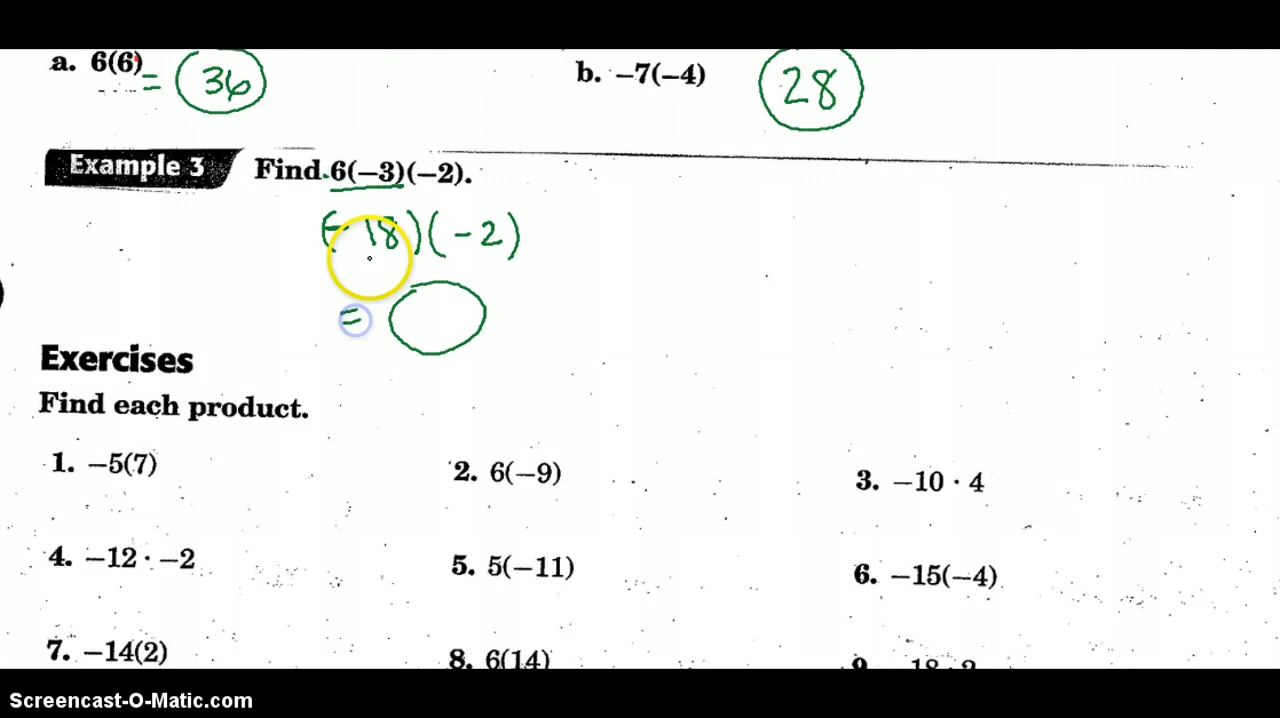 a. 6(6) = 36 b. −7(−4) 28
Example 3 Find 6(−3)(−2).
(−18)(−2)
=
Exercises
Find each product.
1. −5(7) 2. 6(−9) 3. −10 · 4
4. −12 · −2 5. 5(−11) 6. −15(−4)
7. −14(2) 8. 6(14)
Screencast-O-Matic.com